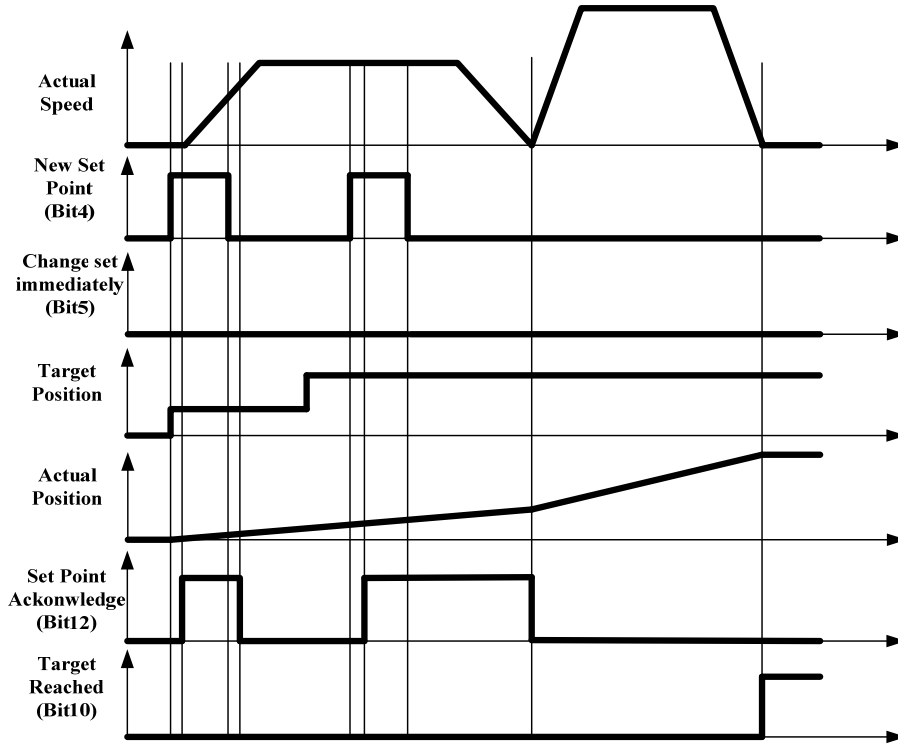 Actual
Speed
New Set
Point
(Bit4)
Change set
immediately
(Bit5)
Target
Position
Actual
Position
Set Point
Ackonwledge
(Bit12)
Target
Reached
(Bit10)